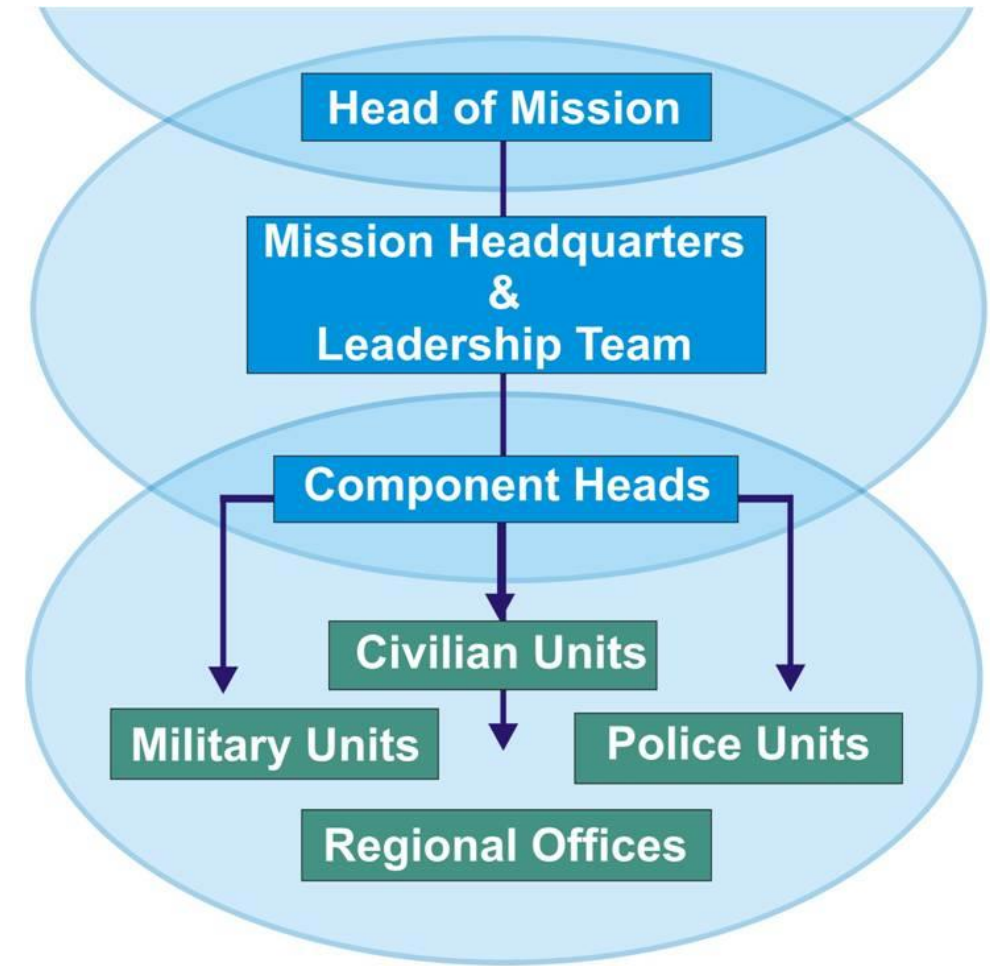 Head of Mission
Mission Headquarters
&
Leadership Team
Component Heads
Civilian Units
Military Units
Police Units
Regional Offices